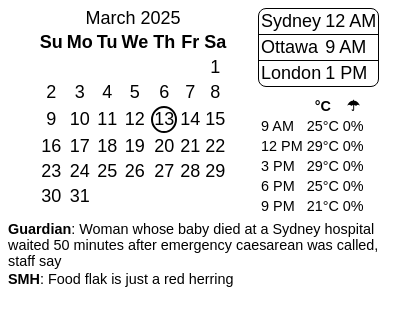 March 2025
Su Mo Tu We Th Fr Sa
1
2 3 4 5 6 7 8
9 10 11 12 13 14 15
16 17 18 19 20 21 22
23 24 25 26 27 28 29
30 31
Sydney 12 AM
Ottawa 9 AM
London 1 PM
°C ☂
9 AM 25°C 0%
12 PM 29°C 0%
3 PM 29°C 0%
6 PM 25°C 0%
9 PM 21°C 0%
Guardian: Woman whose baby died at a Sydney hospital
waited 50 minutes after emergency caesarean was called,
staff say
SMH: Food flak is just a red herring